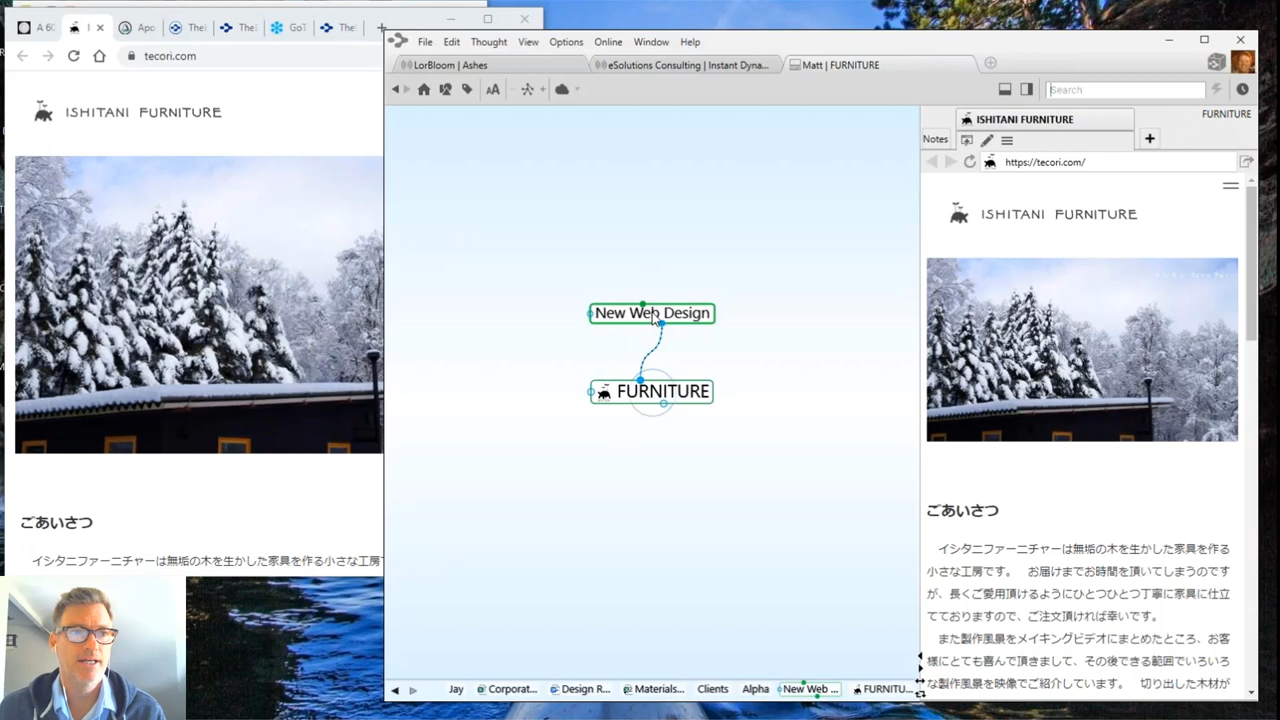 A 60
Apo
The
The
GoT
The
tecori.com
ISHITANI FURNITURE
ごあいさつ
イシタニファーニチャーは無垢の木を生かした家具を作る小さな工房で
File Edit Thought View Options Online Window Help
LorBloom | Ashes
eSolutions Consulting | Instant Dyna...
Matt | FURNITURE
AA
Search
New Web Design
FURNITURE
ISHITANI FURNITURE
FURNITURE
Notes
https://tecori.com/
ISHITANI FURNITURE
ごあいさつ
イシタニファーニチャーは無垢の木を生かした家具を作る
小さな工房です。 お届けまでお時間を頂いてしまうのです
が、長くご愛用頂けるようにひとつひとつ丁寧に家具に仕立
てておりますので、ご注文頂ければ幸いです。
また製作風景をメイキングビデオにまとめたところ、お客
様にとても喜んで頂きまして、その後できる範囲でいろいろ
な製作風景を映像でご紹介しています。 切り出した木材が
Jay Corporat... Design R... Materials... Clients Alpha New Web ... FURNITU...